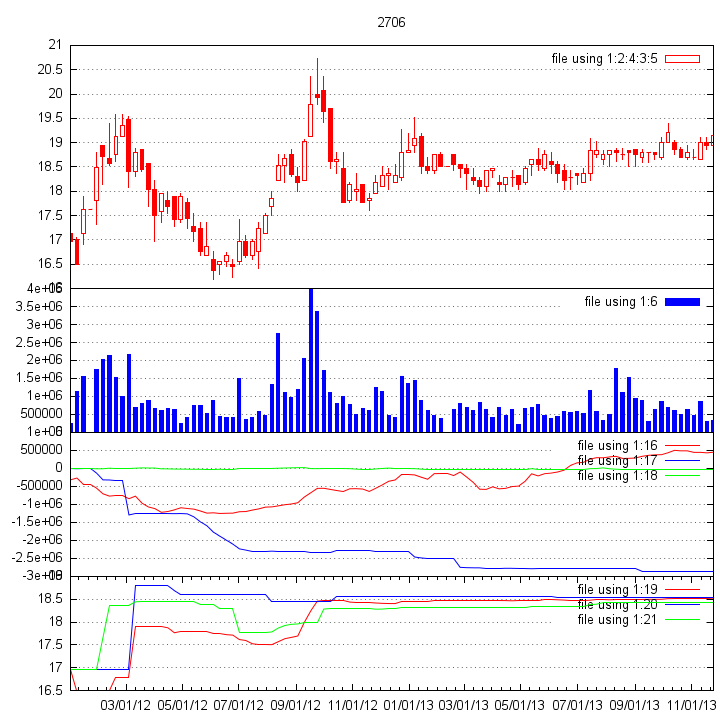 2706
21
file using 1:2:4:3:5
20.5
20
19.5
19
18.5
18
17.5
17
16.5
4e+06
file using 1:6
3.5e+06
3e+06
2.5e+06
2e+06
1.5e+06
1e+06
500000
1e+06
file using 1:16
500000
file using 1:17
0
file using 1:18
-500000
-1e+06
-1.5e+06
-2e+06
-2.5e+06
-3e+06
file using 1:19
18.5
file using 1:20
file using 1:21
18
17.5
17
16.5
03/01/12 05/01/12 07/01/12 09/01/12 11/01/12 01/01/13 03/01/13 05/01/13 07/01/13 09/01/13 11/01/13